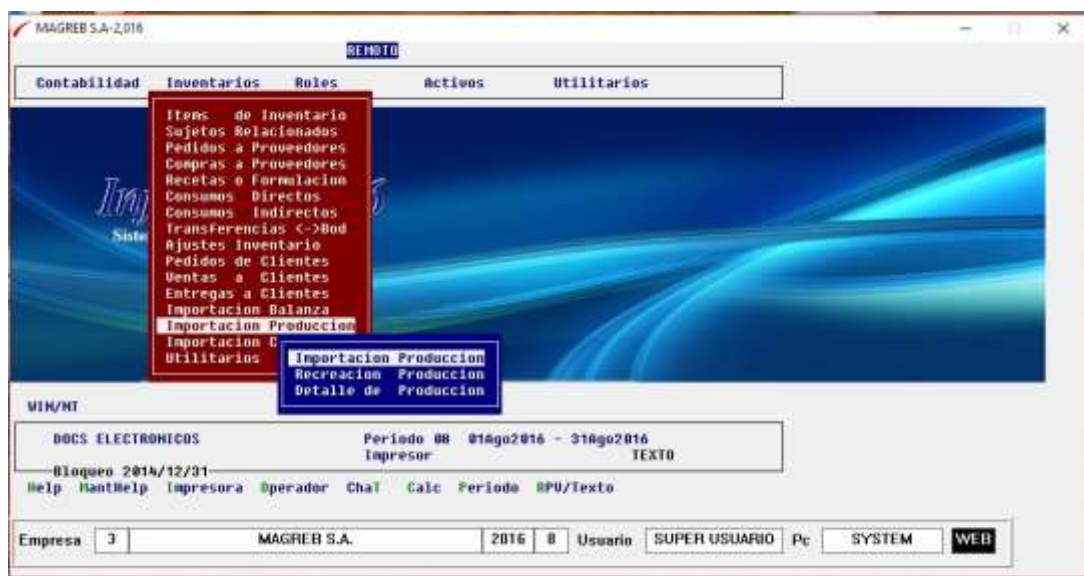 MAGREB S.A-2,016
REMOTO
Contabilidad Inventarios Roles Activos Utilitarios
Items de Inventario
Sujetos Relacionados
Pedidos a Proveedores
Compras a Proveedores
Recetas o Formulacion
Consumos Directos
Consumos Indirectos
Transferencias <->Bod
Ajustes Inventario
Pedidos de Clientes
Ventas a Clientes
Entregas a Clientes
Importacion Balanza
Importacion Produccion
Importacion
Utilitarios
Importacion Produccion
Recreacion Produccion
Detalle de Produccion
WIN/NT
DOCS ELECTRONICOS Periodo 08 01Ago2016 - 31Ago2016
Impresor TEXTO
Bloqueo 2014/12/31
Help MantHelp Impresora Operador ChaT Calc Periodo RPV/Texto
Empresa 3 MAGREB S.A. 2016 8 Usuario SUPER USUARIO Pc SYSTEM WEB